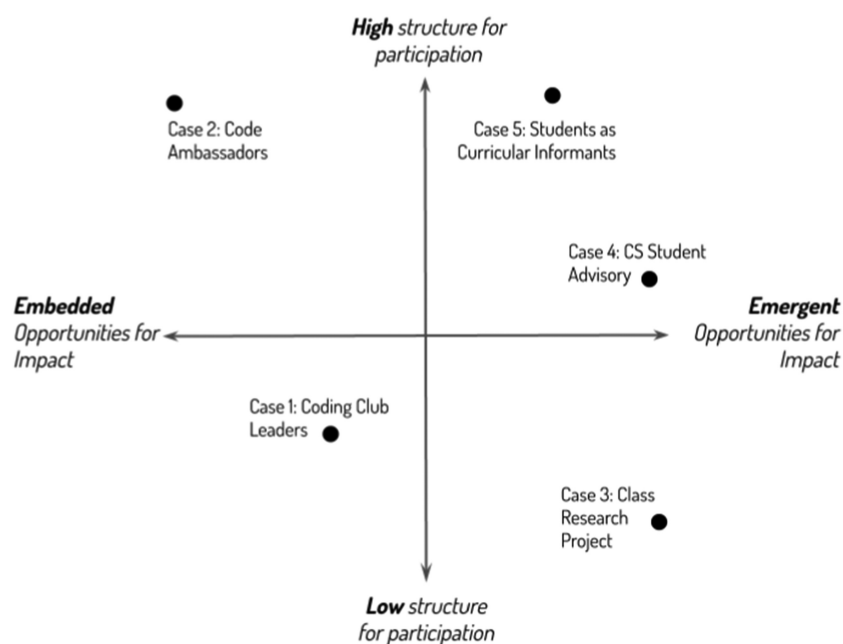 High structure for
participation
Case 2: Code
Ambassadors
Case 5: Students as
Curricular Informants
Case 4: CS Student
Advisory
Embedded
Opportunities for
Impact
Emergent
Opportunities for
Impact
Case 1: Coding Club
Leaders
Case 3: Class
Research
Project
Low structure
for participation